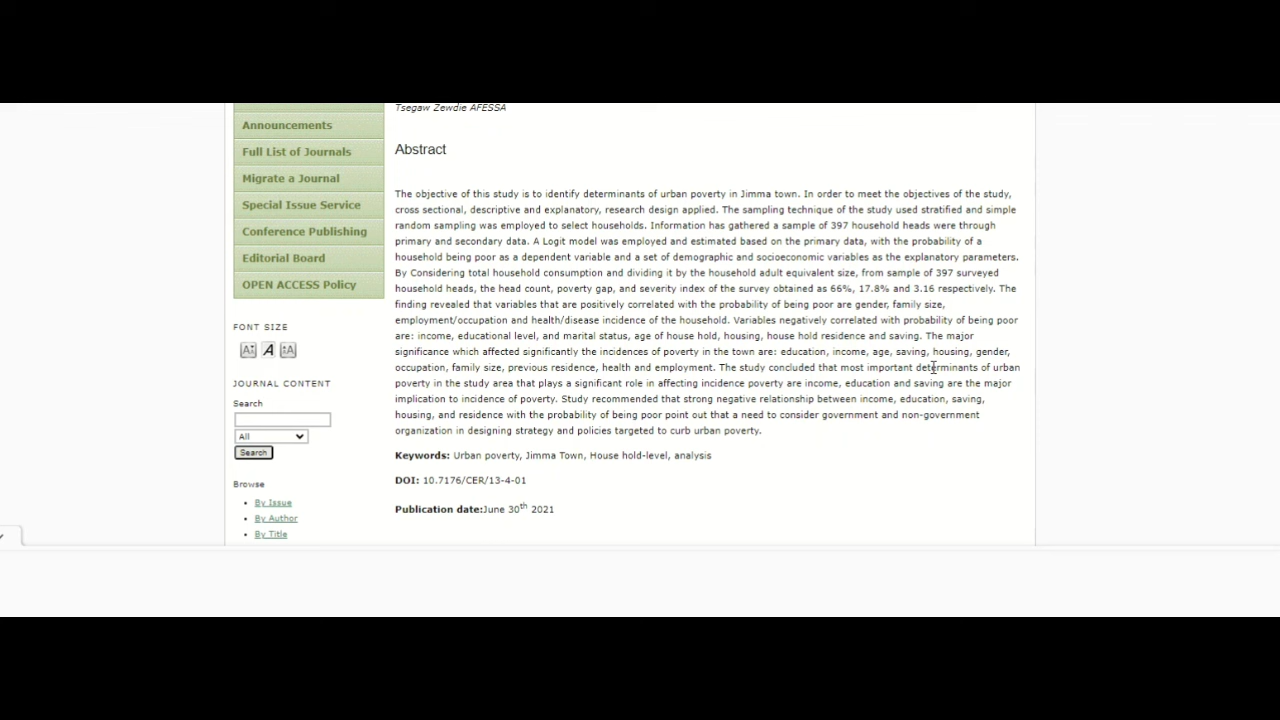 Tsegaw Zewdie AFESSA
Announcements
Full List of Journals
Migrate a Journal
Special Issue Service
Conference Publishing
Editorial Board
OPEN ACCESS Policy
FONT SIZE
JOURNAL CONTENT
Search
All
Search
Browse
By Issue
By Author
By Title
Abstract
The objective of this study is to identify determinants of urban poverty in Jimma town. In order to meet the objectives of the study,
cross sectional, descriptive and explanatory, research design applied. The sampling technique of the study used stratified and simple
random sampling was employed to select households. Information has gathered a sample of 397 household heads were through
primary and secondary data. A Logit model was employed and estimated based on the primary data, with the probability of a
household being poor as a dependent variable and a set of demographic and socioeconomic variables as the explanatory parameters.
By Considering total household consumption and dividing it by the household adult equivalent size, from sample of 397 surveyed
household heads, the head count, poverty gap, and severity index of the survey obtained as 66%, 17.8% and 3.16 respectively. The
finding revealed that variables that are positively correlated with the probability of being poor are gender, family size,
employment/occupation and health/disease incidence of the household. Variables negatively correlated with probability of being poor
are: income, educational level, and marital status, age of house hold, housing, house hold residence and saving. The major
significance which affected significantly the incidences of poverty in the town are: education, income, age, saving, housing, gender,
occupation, family size, previous residence, health and employment. The study concluded that most important determinants of urban
poverty in the study area that plays a significant role in affecting incidence poverty are income, education and saving are the major
implication to incidence of poverty. Study recommended that strong negative relationship between income, education, saving,
housing, and residence with the probability of being poor point out that a need to consider government and non-government
organization in designing strategy and policies targeted to curb urban poverty.
Keywords: Urban poverty, Jimma Town, House hold-level, analysis
DOI: 10.7176/CER/13-4-01
Publication date:June 30th 2021